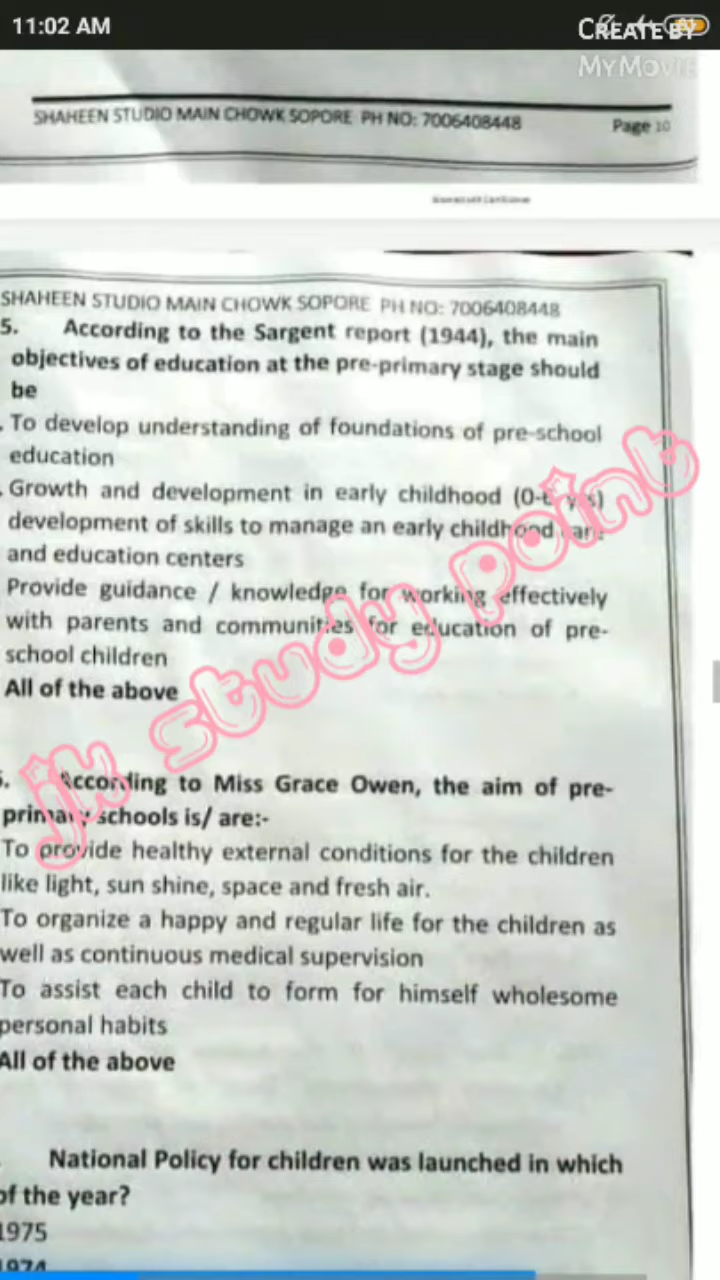 11:02 AM
CREATE BY
MyMovie
SHAHEEN STUDIO MAIN CHOWK SOPORE PH NO: 7006408448 Page 10
SHAHEEN STUDIO MAIN CHOWK SOPORE PH NO: 7006408448
5. According to the Sargent report (1944), the main
objectives of education at the pre-primary stage should
be
To develop understanding of foundations of pre-school
education
Growth and development in early childhood
development of skills to manage an early childhood
and education centers
Provide guidance / knowledge for working effectively
with parents and communities for education of pre-
school children
All of the above
jk study point
According to Miss Grace Owen, the aim of pre-
primary schools is/ are:-
To provide healthy external conditions for the children
like light, sun shine, space and fresh air.
To organize a happy and regular life for the children as
well as continuous medical supervision
To assist each child to form for himself wholesome
personal habits
All of the above
National Policy for children was launched in which
of the year?
1975
1974